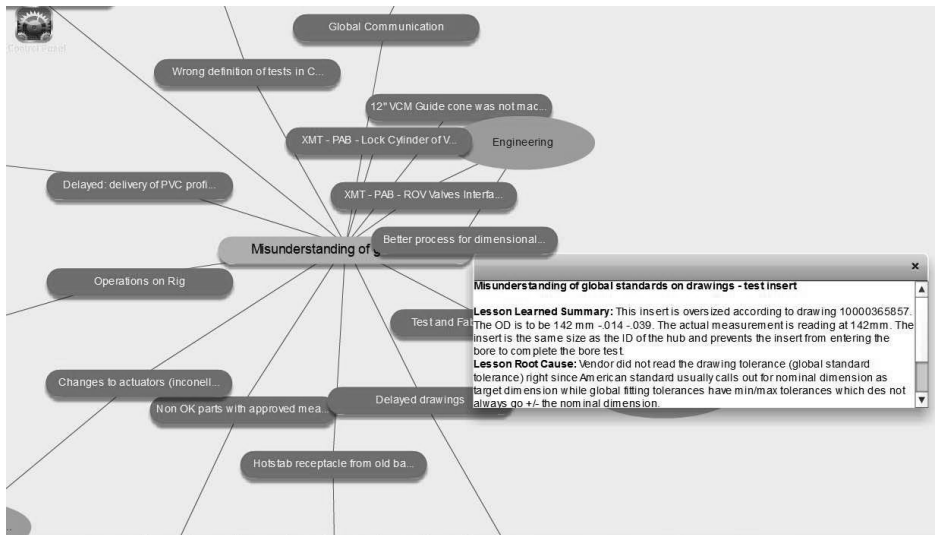 Global Communication
Control Panel
Wrong definition of tests in C...
12" VCM Guide cone was not mac...
XMT - PAB - Lock Cylinder of V...
Engineering
Delayed: delivery of PVC profi...
XMT - PAB - ROV Valves Interfa...
Better process for dimensional...
Misunderstanding of g
Operations on Rig
Test and Fat
Changes to actuators (inconell...
Non OK parts with approved mea...
Delayed drawings
Hotstab receptacle from old ba...
x
Misunderstanding of global standards on drawings - test insert
Lesson Learned Summary: This insert is oversized according to drawing 10000365857.
The OD is to be 142 mm -.014 -.039. The actual measurement is reading at 142mm. The
insert is the same size as the ID of the hub and prevents the insert from entering the
bore to complete the bore test.
Lesson Root Cause: Vendor did not read the drawing tolerance (global standard
tolerance) right since American standard usually calls out for nominal dimension as
target dimension while global fitting tolerances have min/max tolerances which des not
always go +/- the nominal dimension.
...